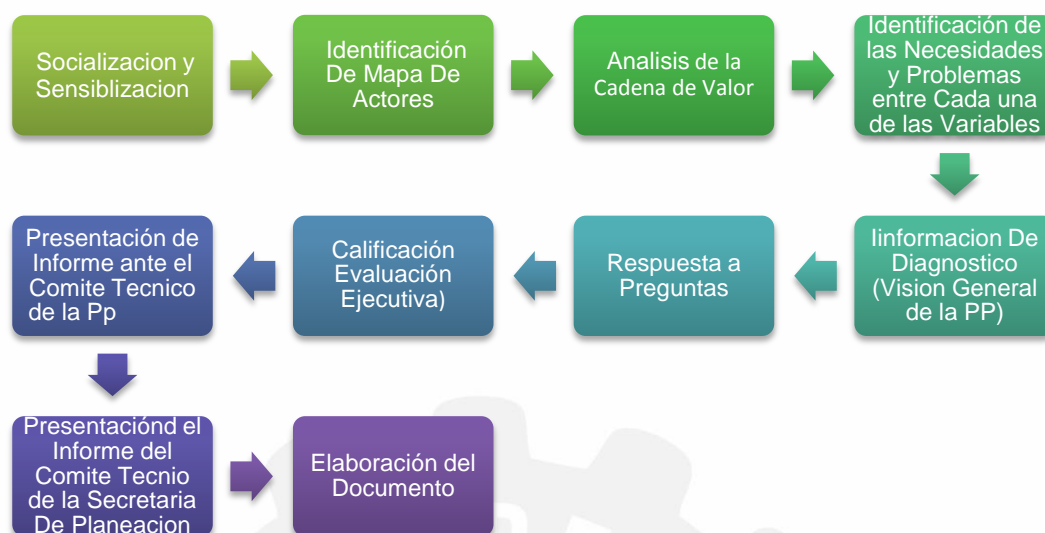 Socializacion y
Sensiblizacion
Identificación
De Mapa De
Actores
Analisis de la
Cadena de Valor
Identificación de
las Necesidades
y Problemas
entre Cada una
de las Variables
Iinformacion De
Diagnostico
(Vision General
de la PP)
Respuesta a
Preguntas
Calificación
Evaluación
Ejecutiva)
Presentación de
Informe ante el
Comite Tecnico
de la Pp
Presentaciónd el
Informe del
Comite Tecnio
de la Secretaria
De Planeacion
Elaboración del
Documento